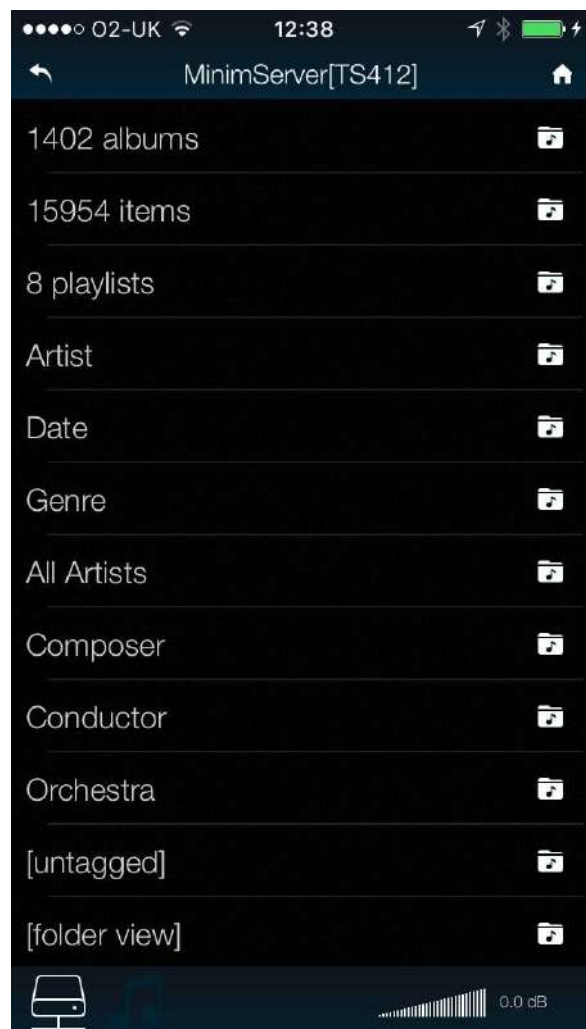 O2-UK 12:38
MinimServer[TS412]
1402 albums
15954 items
8 playlists
Artist
Date
Genre
All Artists
Composer
Conductor
Orchestra
[untagged]
[folder view]
0.0 dB